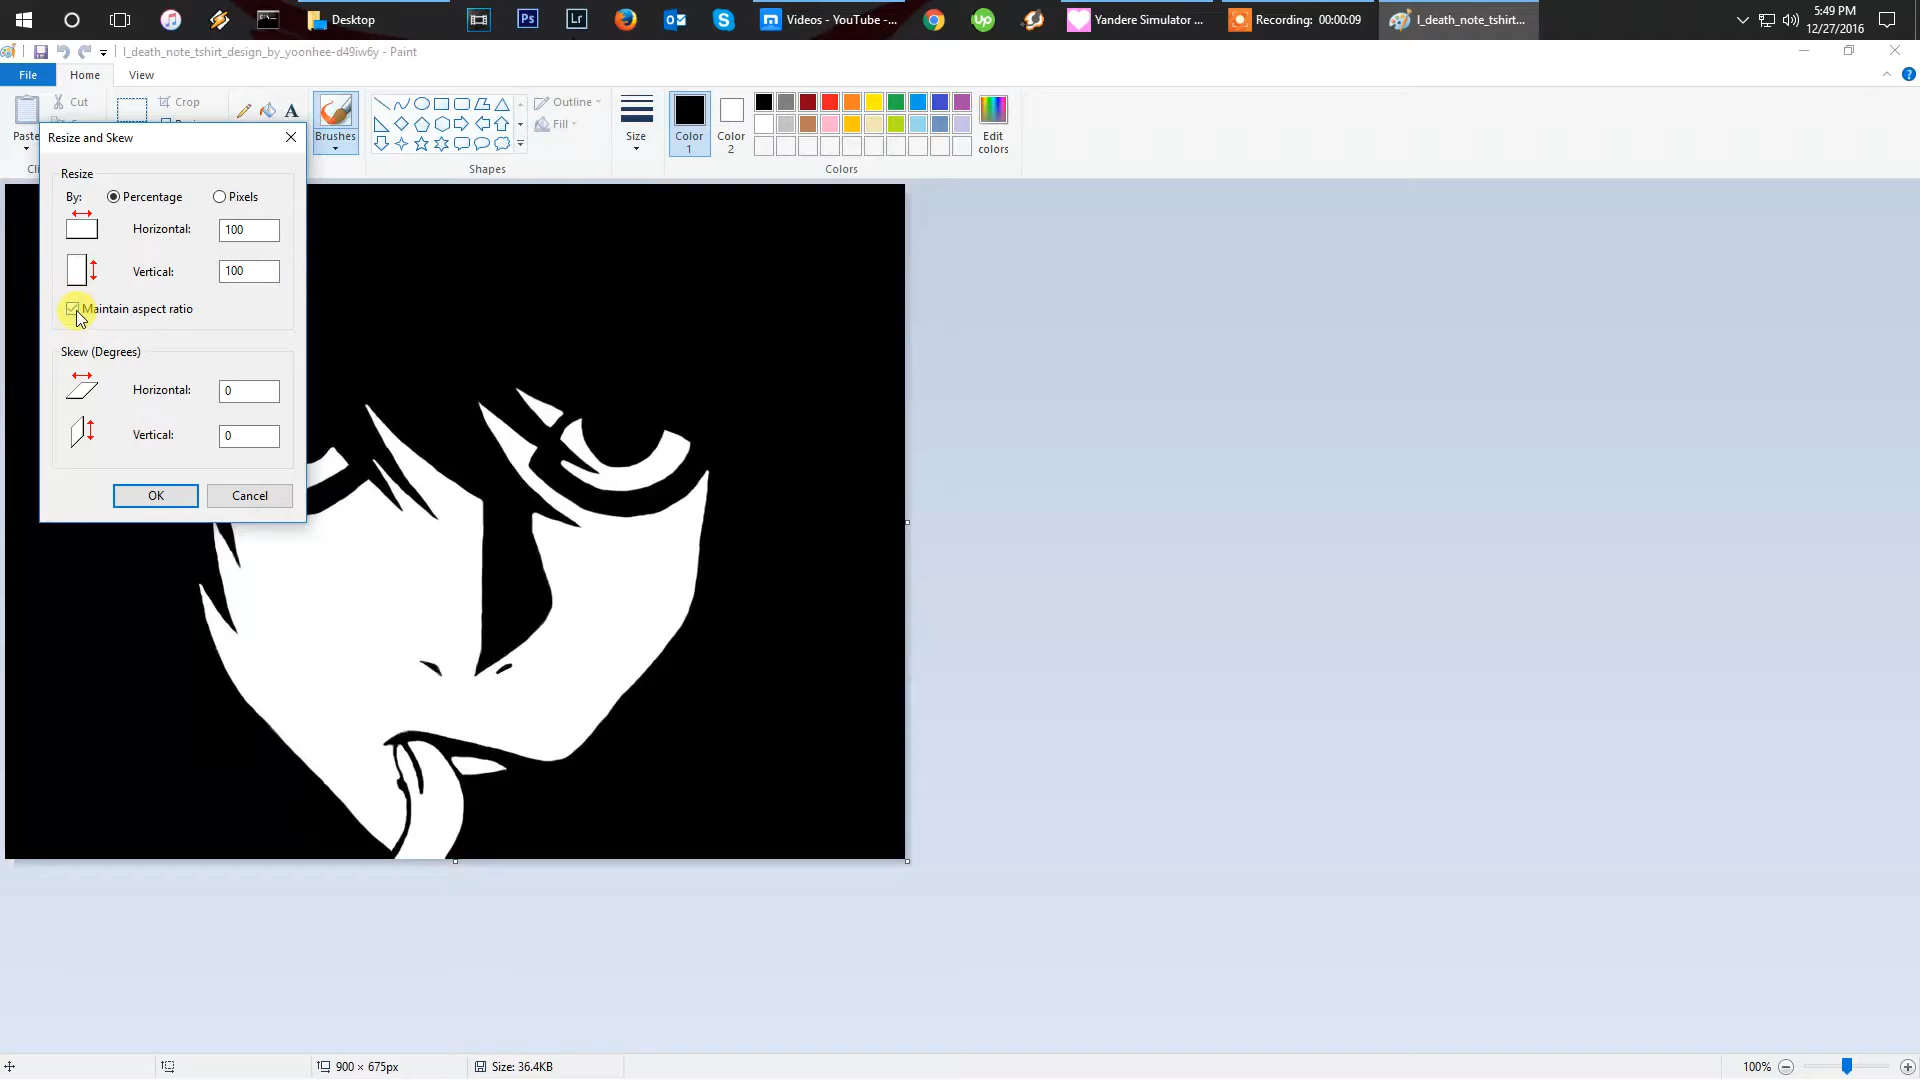 Desktop
Ps
Lr
Videos - YouTube -...
Up
Yandere Simulator ...
Recording: 00:00:09
l_death_note_tshirt...
5:49 PM
12/27/2016
l_death_note_tshirt_design_by_yoonhee-d49iw6y - Paint
File
Home
View
Paste
Cut
Crop
A
Brushes
Outline
Fill
Shapes
Size
Color
1
Color
2
Edit
colors
Colors
Resize and Skew
Resize
By:
Percentage
Pixels
Horizontal:
100
Vertical:
100
Maintain aspect ratio
Skew (Degrees)
Horizontal:
0
Vertical:
0
OK
Cancel
900 × 675px
Size: 36.4KB
100%